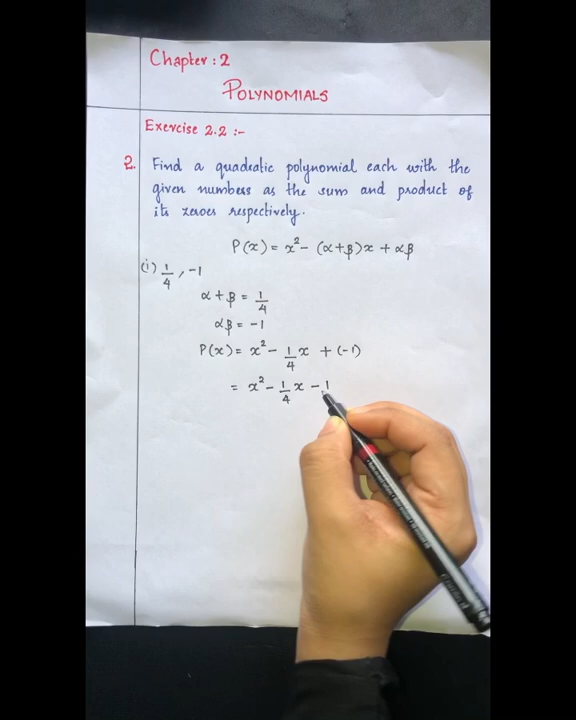 Chapter : 2
POLYNOMIALS
Exercise 2.2 :-
2. Find a quadratic polynomial each with the
given numbers as the sum and product of
its zeroes respectively.
P(x) = x² - (α+β)x + αβ
(i) 1/4 , -1
α + β = 1/4
αβ = -1
P(x) = x² - 1/4 x + (-1)
= x² - 1/4 x - 1